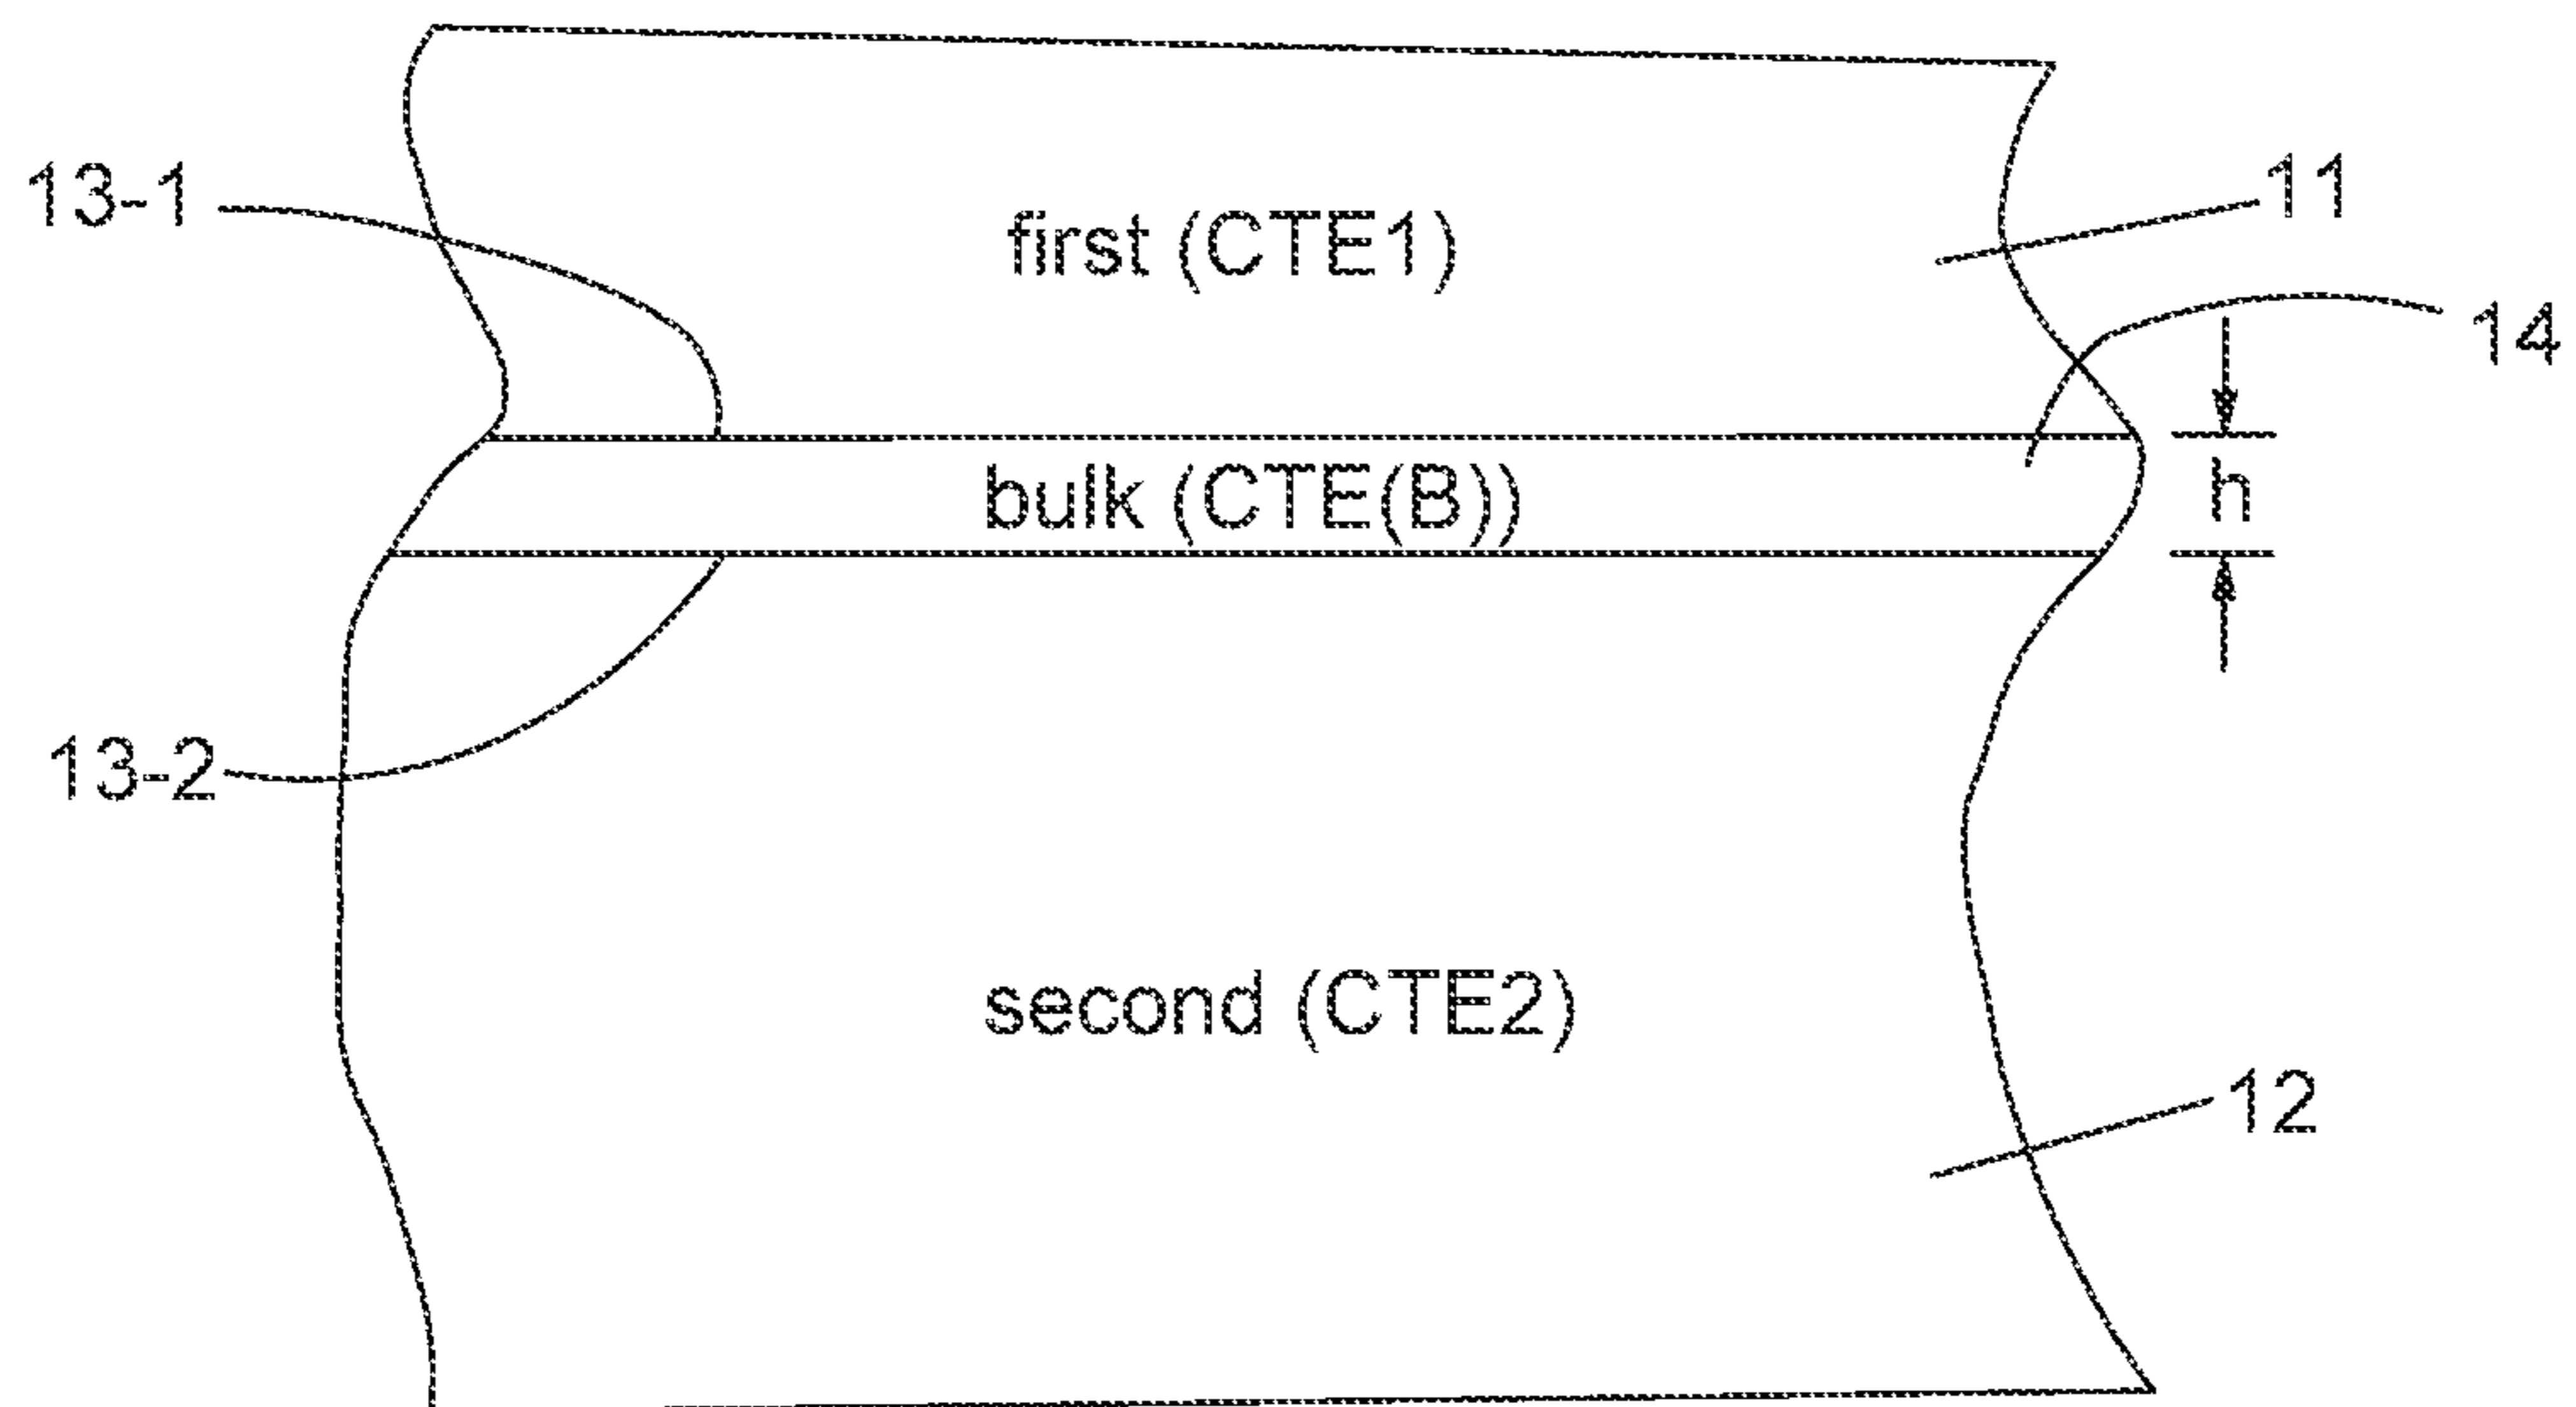 13-1
first (CTE1)
11
14
bulk (CTE(B))
h
13-2
second (CTE2)
12